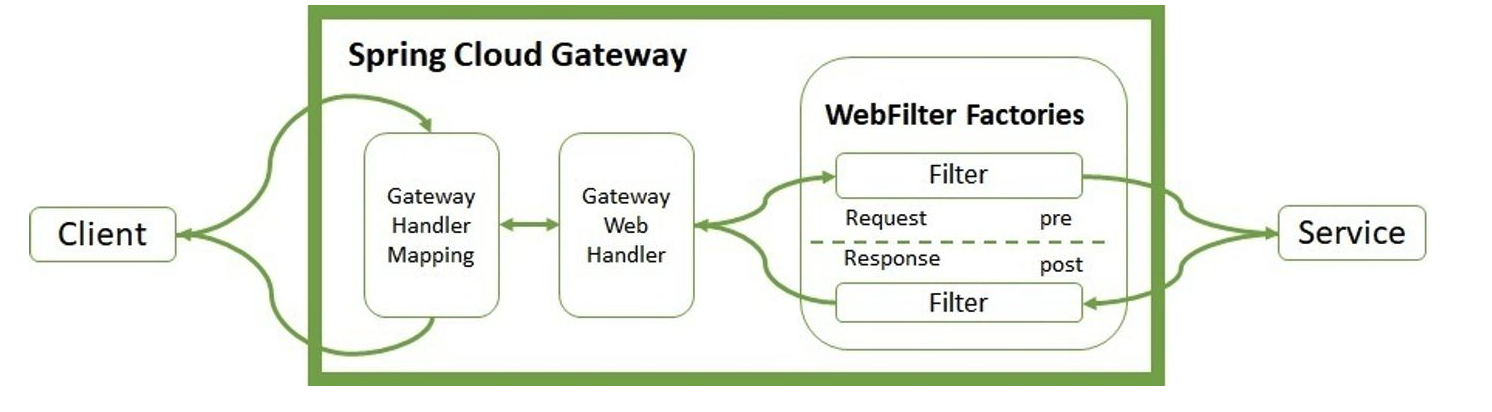 Spring Cloud Gateway
WebFilter Factories
Client
Gateway
Handler
Mapping
Gateway
Web
Handler
Filter
Request pre
Response post
Filter
Service